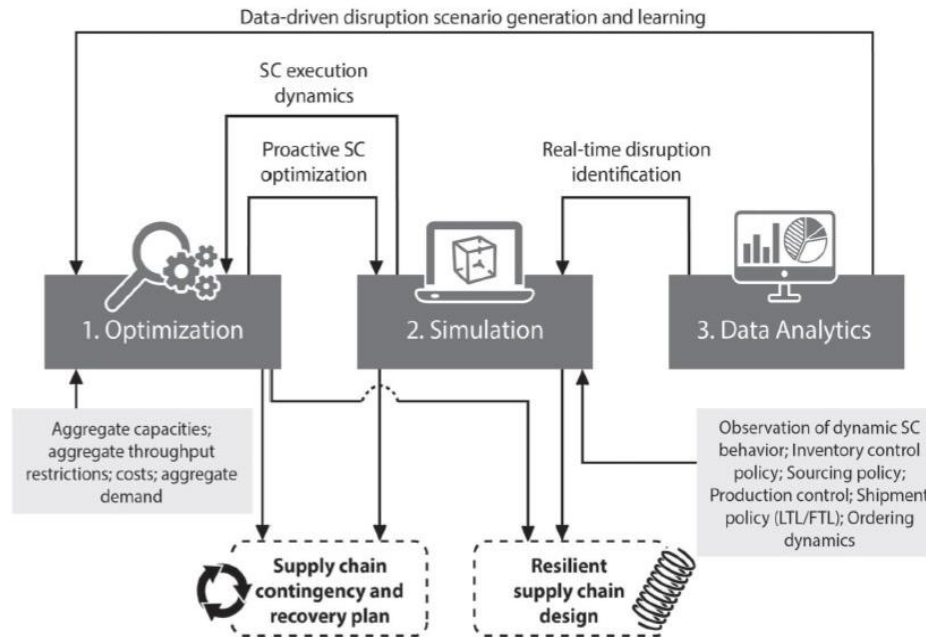 Data-driven disruption scenario generation and learning
SC execution
dynamics
Proactive SC
optimization
Real-time disruption
identification
1. Optimization
2. Simulation
3. Data Analytics
Aggregate capacities;
aggregate throughput
restrictions; costs; aggregate
demand
Observation of dynamic SC
behavior; Inventory control
policy; Sourcing policy;
Production control; Shipment
policy (LTL/FTL); Ordering
dynamics
Supply chain
contingency and
recovery plan
Resilient
supply chain
design